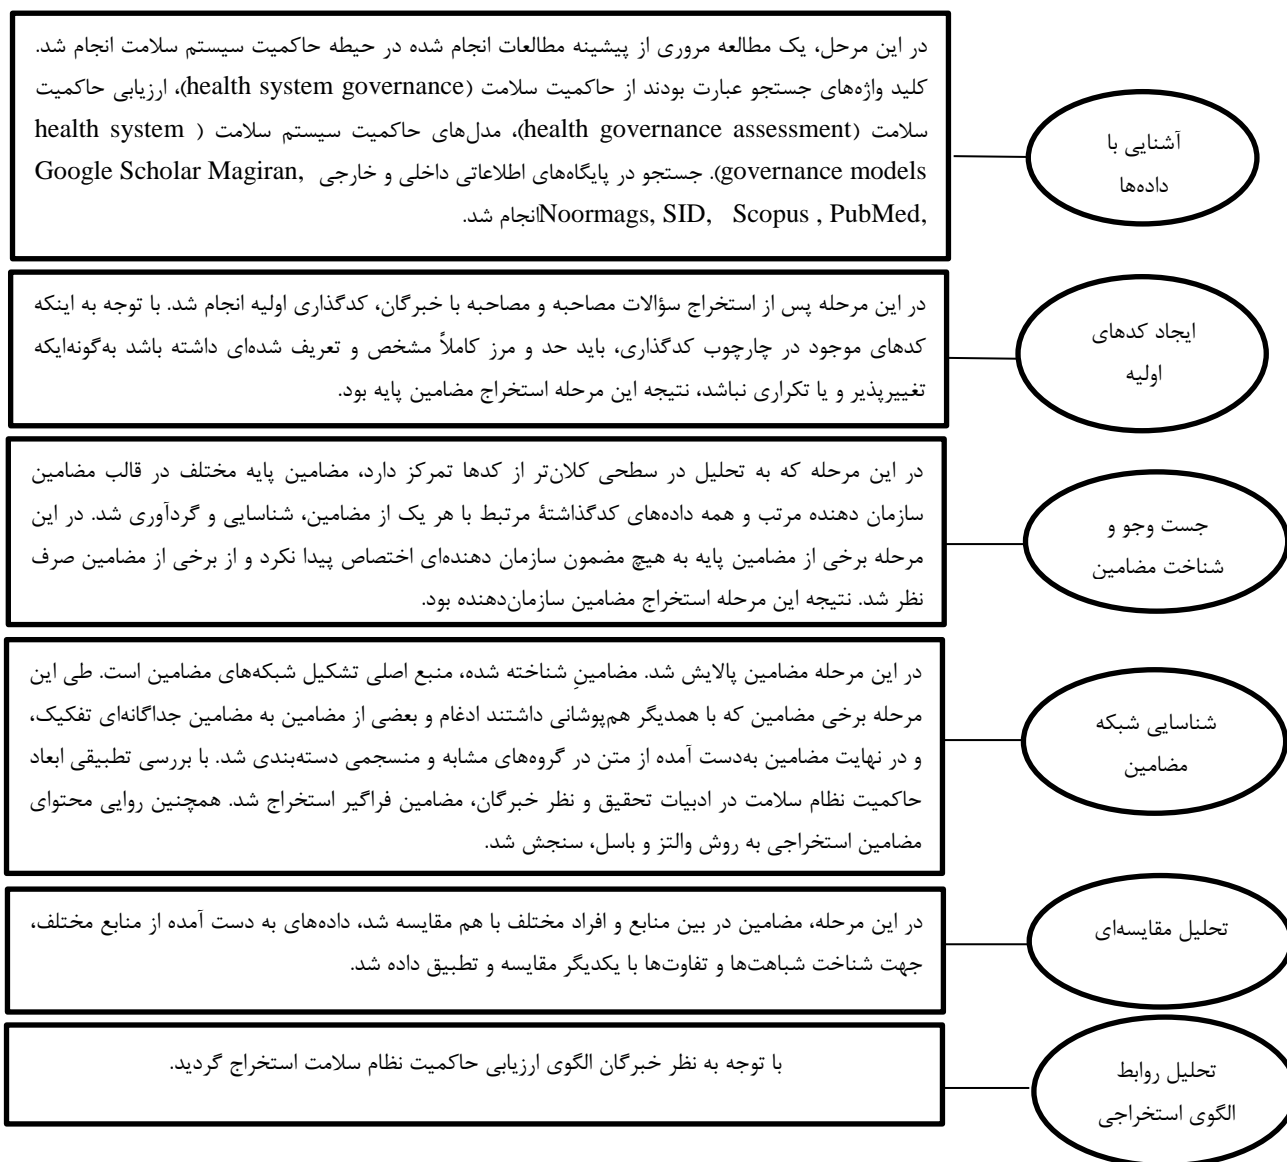 در این مرحل، یک مطالعه مروری از پیشینه مطالعات انجام شده در حیطه حاکمیت سیستم سلامت انجام شد.
کلید واژه‌های جستجو عبارت بودند از حاکمیت سلامت (health system governance)، ارزیابی حاکمیت
سلامت (health governance assessment)، مدل‌های حاکمیت سیستم سلامت ( health system
governance models). جستجو در پایگاه‌های اطلاعاتی داخلی و خارجی Google Scholar Magiran,
Noormags, SID, Scopus , PubMed, انجام شد.
آشنایی با
داده‌ها
در این مرحله پس از استخراج سؤالات مصاحبه و مصاحبه با خبرگان، کدگذاری اولیه انجام شد. با توجه به اینکه
کدهای موجود در چارچوب کدگذاری، باید حد و مرز کاملاً مشخص و تعریف شده‌ای داشته باشد به‌گونه‌ایکه
تغییرپذیر و یا تکراری نباشد، نتیجه این مرحله استخراج مضامین پایه بود.
ایجاد کدهای
اولیه
در این مرحله که به تحلیل در سطحی کلان‌تر از کدها تمرکز دارد، مضامین پایه مختلف در قالب مضامین
سازمان دهنده مرتب و همه داده‌های کدگذاشتهٔ مرتبط با هر یک از مضامین، شناسایی و گردآوری شد. در این
مرحله برخی از مضامین پایه به هیچ مضمون سازمان دهنده‌ای اختصاص پیدا نکرد و از برخی از مضامین صرف
نظر شد. نتیجه این مرحله استخراج مضامین سازمان‌دهنده بود.
جست وجو و
شناخت مضامین
در این مرحله مضامین پالایش شد. مضامینِ شناخته شده، منبع اصلی تشکیل شبکه‌های مضامین است. طی این
مرحله برخی مضامین که با همدیگر هم‌پوشانی داشتند ادغام و بعضی از مضامین به مضامین جداگانه‌ای تفکیک،
و در نهایت مضامین به‌دست آمده از متن در گروه‌های مشابه و منسجمی دسته‌بندی شد. با بررسی تطبیقی ابعاد
حاکمیت نظام سلامت در ادبیات تحقیق و نظر خبرگان، مضامین فراگیر استخراج شد. همچنین روایی محتوای
مضامین استخراجی به روش والتز و باسل، سنجش شد.
شناسایی شبکه
مضامین
در این مرحله، مضامین در بین منابع و افراد مختلف با هم مقایسه شد، داده‌های به دست آمده از منابع مختلف،
جهت شناخت شباهت‌ها و تفاوت‌ها با یکدیگر مقایسه و تطبیق داده شد.
تحلیل مقایسه‌ای
با توجه به نظر خبرگان الگوی ارزیابی حاکمیت نظام سلامت استخراج گردید.
تحلیل روابط
الگوی استخراجی